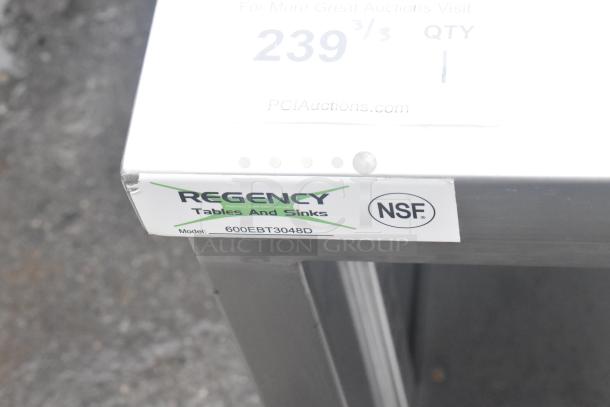 For More Great Auctions Visit
239 3/3 QTY
1
PCIAuctions.com
REGENCY
Tables And Sinks
Model: 600EBT3048D
NSF®
PCI
AUCTION GROUP